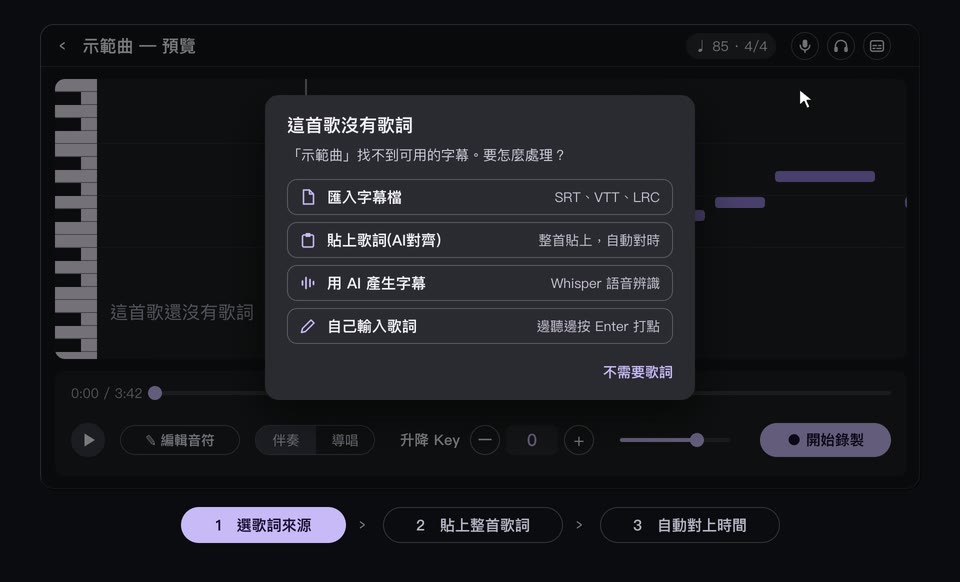 示範曲 — 預覽
♩ 85 · 4/4
這首歌沒有歌詞
「示範曲」找不到可用的字幕。要怎麼處理？
匯入字幕檔 SRT、VTT、LRC
貼上歌詞(AI對齊) 整首貼上，自動對時
用 AI 產生字幕 Whisper 語音辨識
自己輸入歌詞 邊聽邊按 Enter 打點
不需要歌詞
這首歌還沒有歌詞
0:00 / 3:42
✎ 編輯音符 伴奏 導唱 升降 Key — 0 + 開始錄製
1 選歌詞來源 > 2 貼上整首歌詞 > 3 自動對上時間